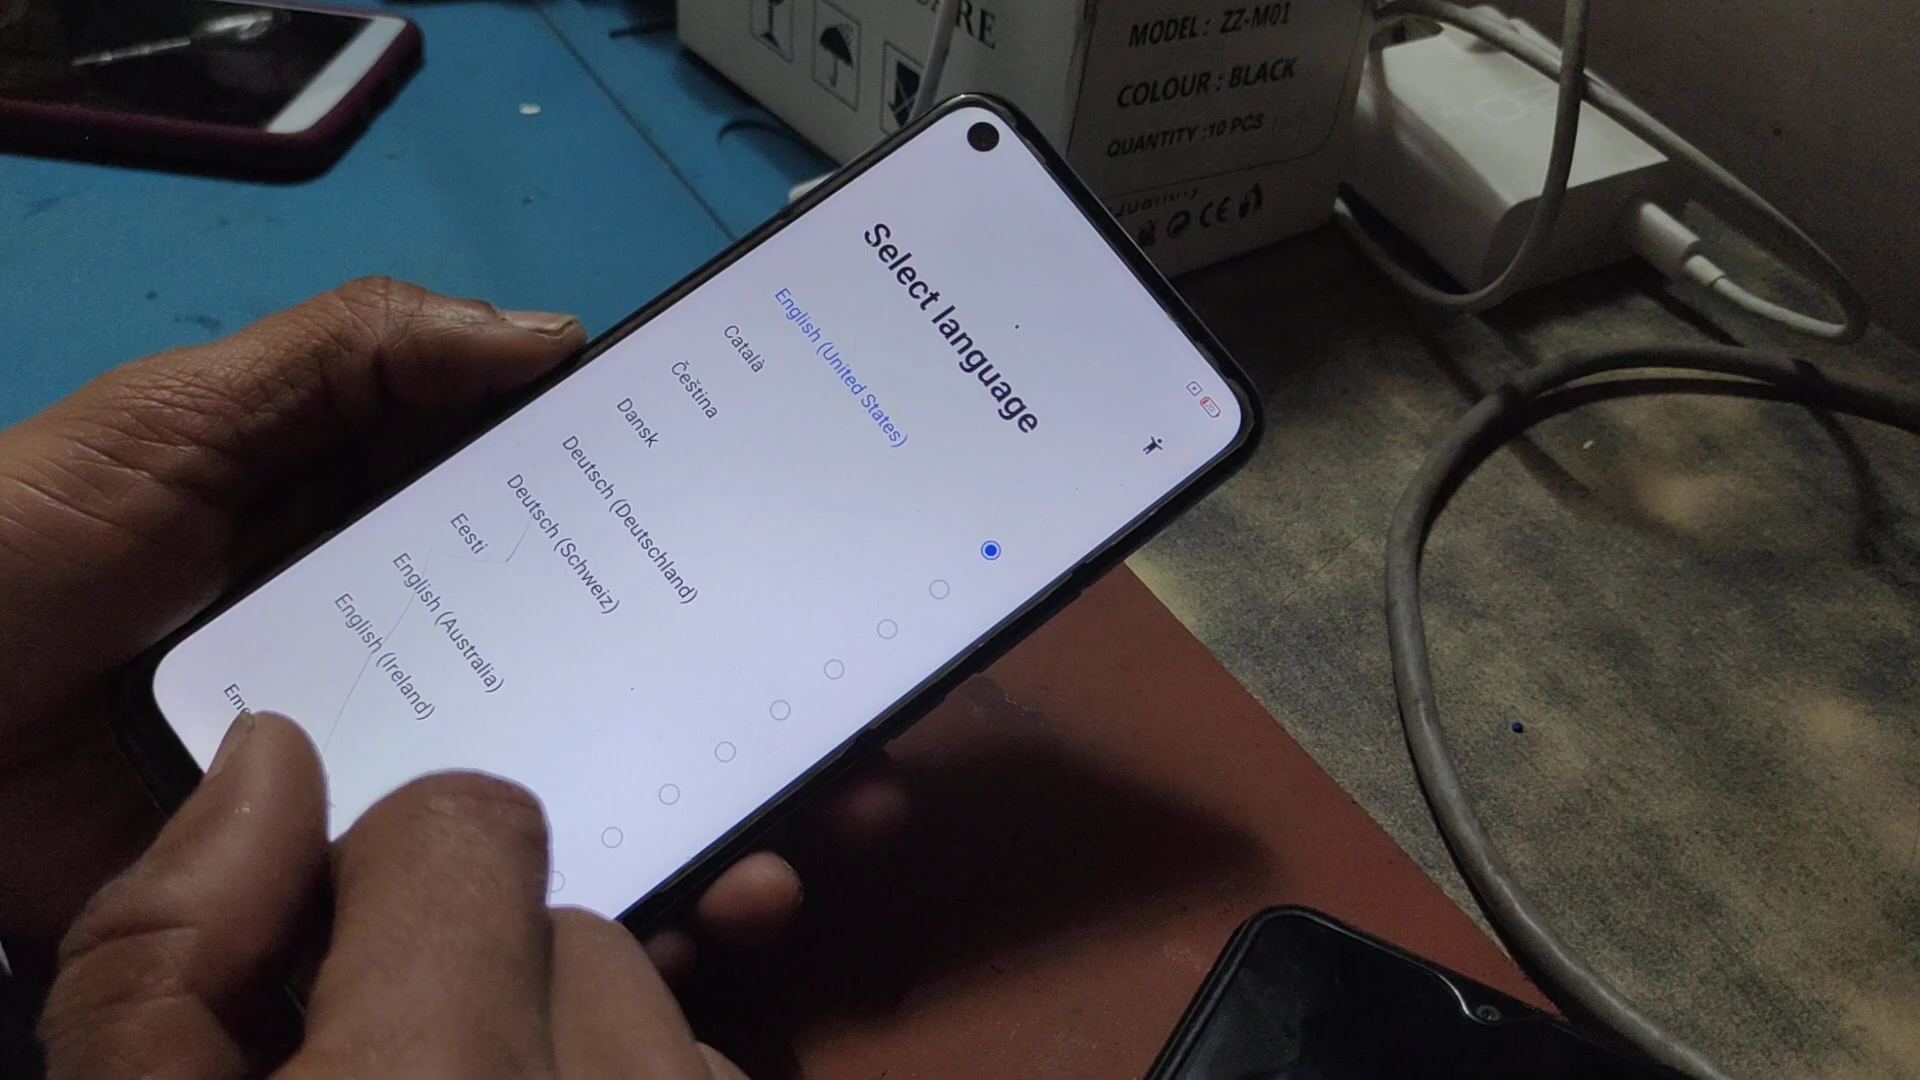 Select language
English (United States)
Català
Čeština
Dansk
Deutsch (Deutschland)
Deutsch (Schweiz)
Eesti
English (Australia)
English (Ireland)
MODEL : ZZ-M01
COLOUR : BLACK
QUANTITY :10 PCS
CE